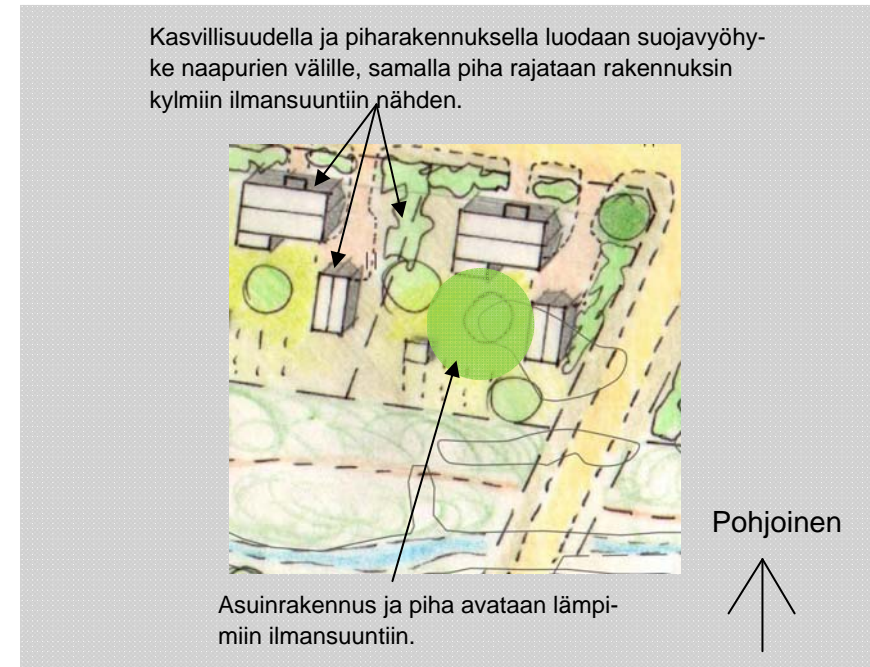 Kasvillisuudella ja piharakennuksella luodaan suojavyöhy-
ke naapurien välille, samalla piha rajataan rakennuksin
kylmiin ilmansuuntiin nähden.
Pohjoinen
Asuinrakennus ja piha avataan lämpi-
miin ilmansuuntiin.